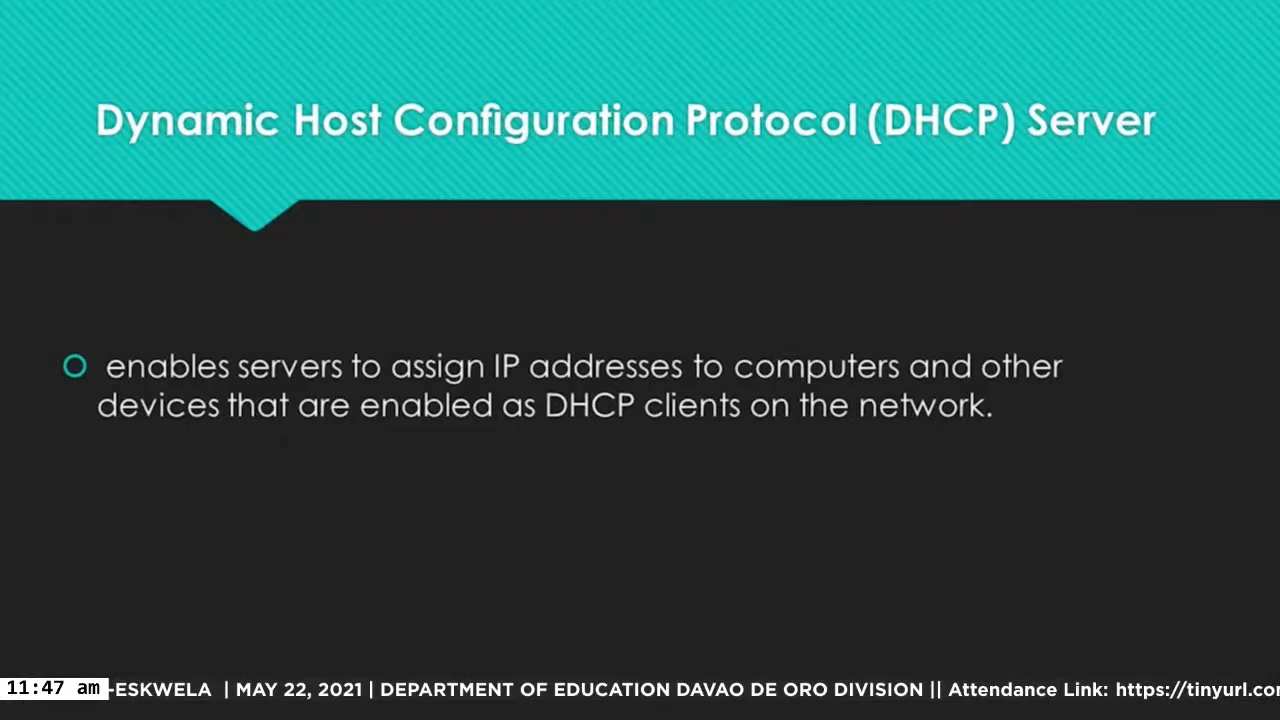 Dynamic Host Configuration Protocol (DHCP) Server
enables servers to assign IP addresses to computers and other
devices that are enabled as DHCP clients on the network.
11:47 am -ESKWELA | MAY 22, 2021 | DEPARTMENT OF EDUCATION DAVAO DE ORO DIVISION || Attendance Link: https://tinyurl.co